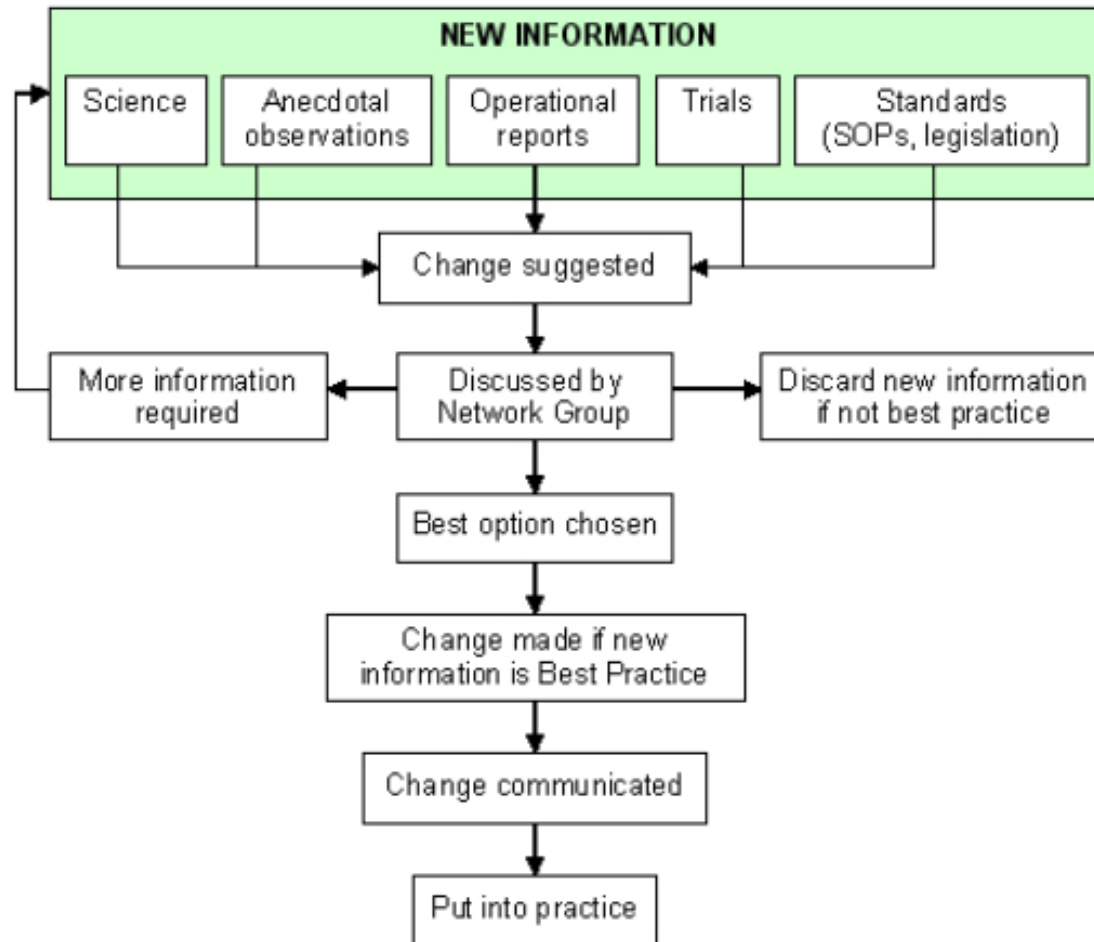 NEW INFORMATION
Science
Anecdotal
observations
Operational
reports
Trials
Standards
(SOPs, legislation)
Change suggested
More information
required
Discussed by
Network Group
Discard new information
if not best practice
Best option chosen
Change made if new
information is Best Practice
Change communicated
Put into practice